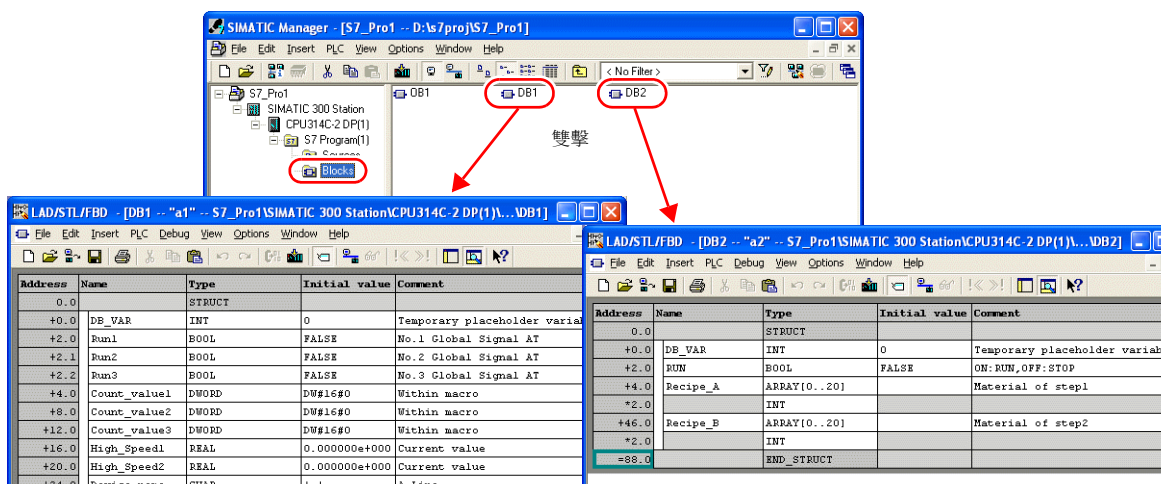 SIMATIC Manager - [S7_Pro1 -- D:\s7proj\S7_Pro1]
File Edit Insert PLC View Options Window Help
< No Filter >
S7_Pro1
SIMATIC 300 Station
CPU314C-2 DP(1)
S7 Program(1)
Blocks
OB1 DB1 DB2
雙擊
LAD/STL/FBD - [DB1 -- "a1" -- S7_Pro1\SIMATIC 300 Station\CPU314C-2 DP(1)\...\DB1]
File Edit Insert PLC Debug View Options Window Help
Address Name Type Initial value Comment
0.0 STRUCT
+0.0 DB_VAR INT 0 Temporary placeholder
+2.0 Run1 BOOL FALSE No.1 Global Signal AT
+2.1 Run2 BOOL FALSE No.2 Global Signal AT
+2.2 Run3 BOOL FALSE No.3 Global Signal AT
+4.0 Count_value1 DWORD DW#16#0 Within macro
+8.0 Count_value2 DWORD DW#16#0 Within macro
+12.0 Count_value3 DWORD DW#16#0 Within macro
+16.0 High_Speed1 REAL 0.000000e+000 Current value
+20.0 High_Speed2 REAL 0.000000e+000 Current value
LAD/STL/FBD - [DB2 -- "a2" -- S7_Pro1\SIMATIC 300 Station\CPU314C-2 DP(1)\...\DB2]
File Edit Insert PLC Debug View Options Window Help
Address Name Type Initial value Comment
0.0 STRUCT
+0.0 DB_VAR INT 0 Temporary placeholder
+2.0 RUN BOOL FALSE ON:RUN,OFF:STOP
+4.0 Recipe_A ARRAY[0..20] Material of step1
*2.0 INT
+46.0 Recipe_B ARRAY[0..20] Material of step2
*2.0 INT
=88.0 END_STRUCT